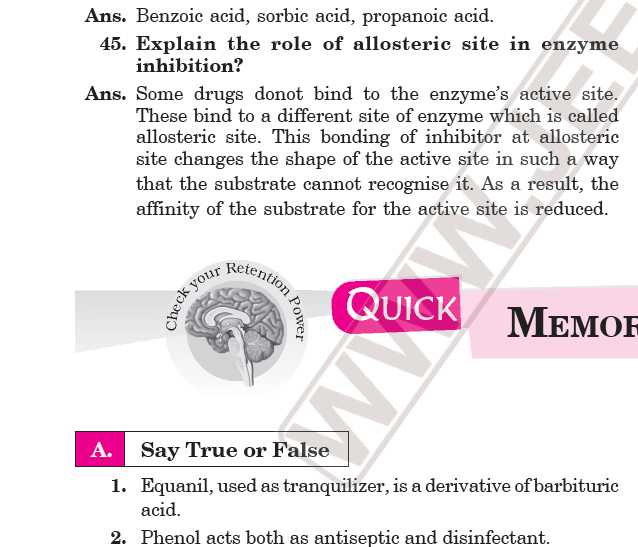 Ans. Benzoic acid, sorbic acid, propanoic acid.
45. Explain the role of allosteric site in enzyme
inhibition?
Ans. Some drugs donot bind to the enzyme's active site.
These bind to a different site of enzyme which is called
allosteric site. This bonding of inhibitor at allosteric
site changes the shape of the active site in such a way
that the substrate cannot recognise it. As a result, the
affinity of the substrate for the active site is reduced.
Check your Retention Power
QUICK
MEMOR
A. Say True or False
1. Equanil, used as tranquilizer, is a derivative of barbituric
acid.
2. Phenol acts both as antiseptic and disinfectant.
WWW.JEE